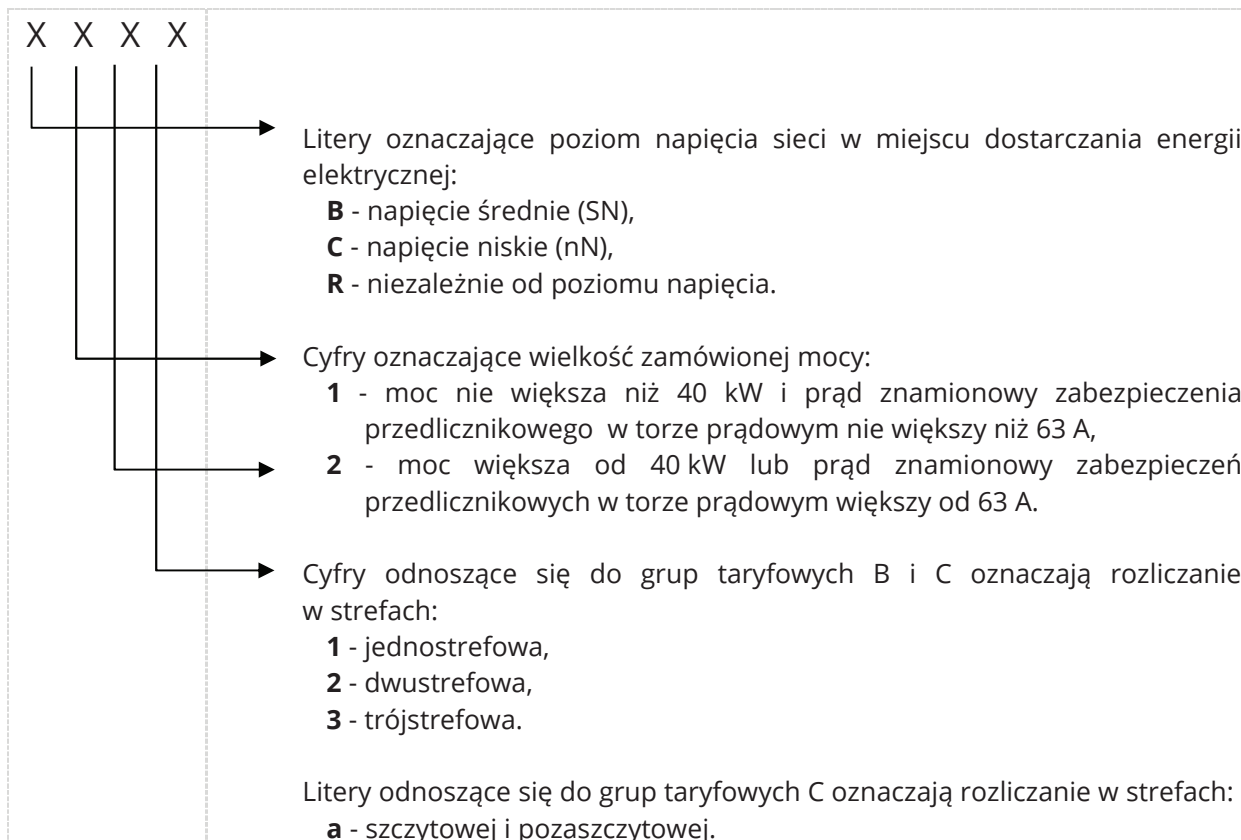 X X X X
Litery oznaczające poziom napięcia sieci w miejscu dostarczania energii
elektrycznej:
B - napięcie średnie (SN),
C - napięcie niskie (nN),
R - niezależnie od poziomu napięcia.
Cyfry oznaczające wielkość zamówionej mocy:
1 - moc nie większa niż 40 kW i prąd znamionowy zabezpieczenia
przedlicznikowego w torze prądowym nie większy niż 63 A,
2 - moc większa od 40 kW lub prąd znamionowy zabezpieczeń
przedlicznikowych w torze prądowym większy od 63 A.
Cyfry odnoszące się do grup taryfowych B i C oznaczają rozliczanie
w strefach:
1 - jednostrefowa,
2 - dwustrefowa,
3 - trójstrefowa.
Litery odnoszące się do grup taryfowych C oznaczają rozliczanie w strefach:
a - szczytowej i pozaszczytowej.